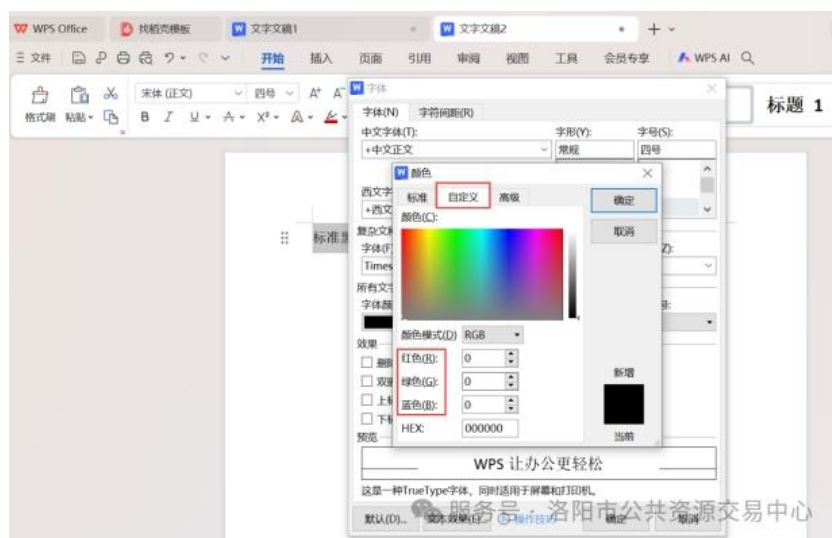 WPS Office 找稻壳模板 文字文稿1 文字文稿2
文件 开始 插入 页面 引用 审阅 视图 工具 会员专享 WPS AI
宋体 (正文) 四号 A⁺ A⁻ 标题 1
格式刷 粘贴 B I U A X² A
字体
字体(N) 字符间距(R)
中文字体(T): 字形(Y): 字号(S):
+中文正文 常规 四号
颜色
标准 自定义 高级 确定
西文字
+西文
颜色(C):
取消
标准
复杂文
字体(F) Z):
Times
所有文字
字体颜 号:
颜色模式(D) RGB
效果
红色(R): 0
绿色(G): 0 新增
双删
蓝色(B): 0
上标
下标
HEX: 000000 当前
预览
WPS 让办公更轻松
这是一种TrueType字体，同时适用于屏幕和打印机。
默认(D)... 文本效果(E)... 操作技巧 确定 取消
服务号 · 洛阳市公共资源交易中心